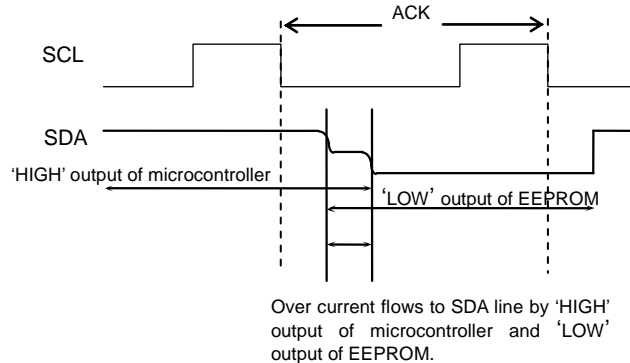 ACK
SCL
SDA
‘HIGH’ output of microcontroller
‘LOW’ output of EEPROM
Over current flows to SDA line by ‘HIGH’
output of microcontroller and ‘LOW’
output of EEPROM.